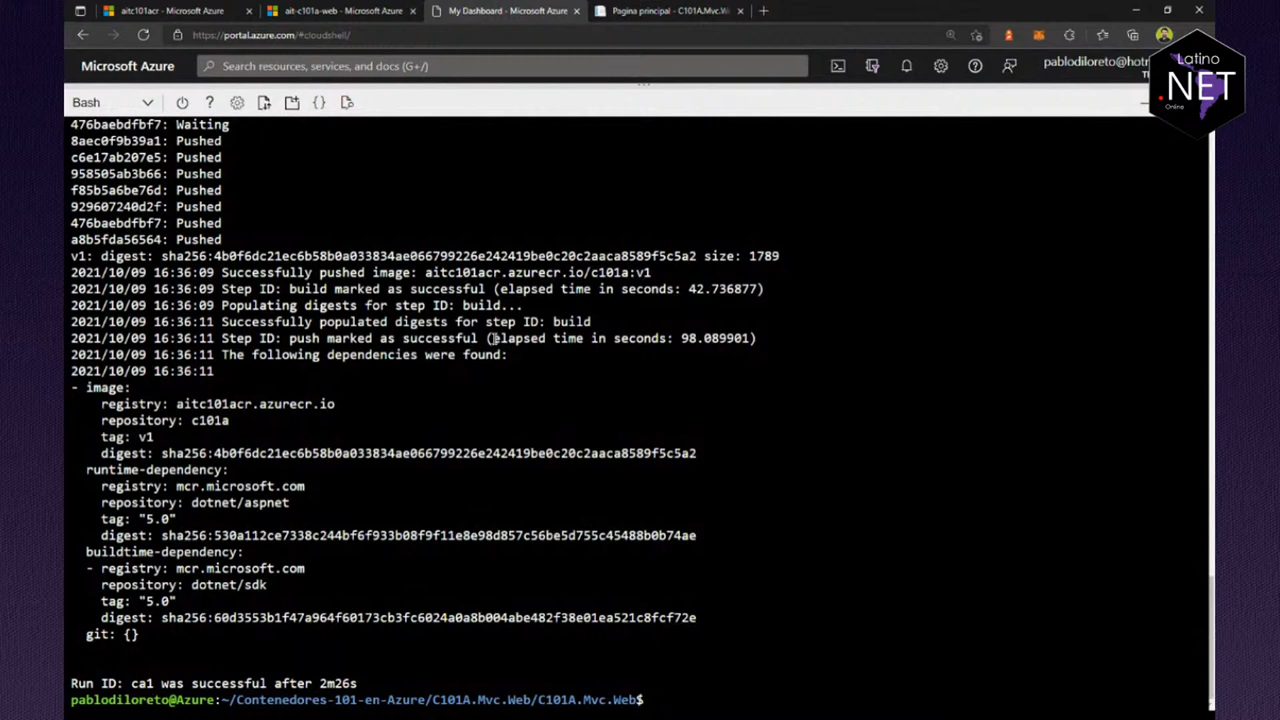 aitc101acr - Microsoft Azure
ait-c101a-web - Microsoft Azure
My Dashboard - Microsoft Azure
Pagina principal - C101A.Mvc.W
https://portal.azure.com/#cloudshell/
Microsoft Azure
Search resources, services, and docs (G+/)
pablodiloreto@hotm
Latino
.NET
Online
Bash
476baebdfbf7: Waiting
8aec0f9b39a1: Pushed
c6e17ab207e5: Pushed
958505ab3b66: Pushed
f85b5a6be76d: Pushed
929607240d2f: Pushed
476baebdfbf7: Pushed
a8b5fda56564: Pushed
v1: digest: sha256:4b0f6dc21ec6b58b0a033834ae066799226e242419be0c20c2aaca8589f5c5a2 size: 1789
2021/10/09 16:36:09 Successfully pushed image: aitc101acr.azurecr.io/c101a:v1
2021/10/09 16:36:09 Step ID: build marked as successful (elapsed time in seconds: 42.736877)
2021/10/09 16:36:09 Populating digests for step ID: build...
2021/10/09 16:36:11 Successfully populated digests for step ID: build
2021/10/09 16:36:11 Step ID: push marked as successful (elapsed time in seconds: 98.089901)
2021/10/09 16:36:11 The following dependencies were found:
2021/10/09 16:36:11
- image:
registry: aitc101acr.azurecr.io
repository: c101a
tag: v1
digest: sha256:4b0f6dc21ec6b58b0a033834ae066799226e242419be0c20c2aaca8589f5c5a2
runtime-dependency:
registry: mcr.microsoft.com
repository: dotnet/aspnet
tag: "5.0"
digest: sha256:530a112ce7338c244bf6f933b08f9f11e8e98d857c56be5d755c45488b0b74ae
buildtime-dependency:
- registry: mcr.microsoft.com
repository: dotnet/sdk
tag: "5.0"
digest: sha256:60d3553b1f47a964f60173cb3fc6024a0a8b004abe482f38e01ea521c8fcf72e
git: {}
Run ID: ca1 was successful after 2m26s
pablodiloreto@Azure:~/Contenedores-101-en-Azure/C101A.Mvc.Web/C101A.Mvc.Web$